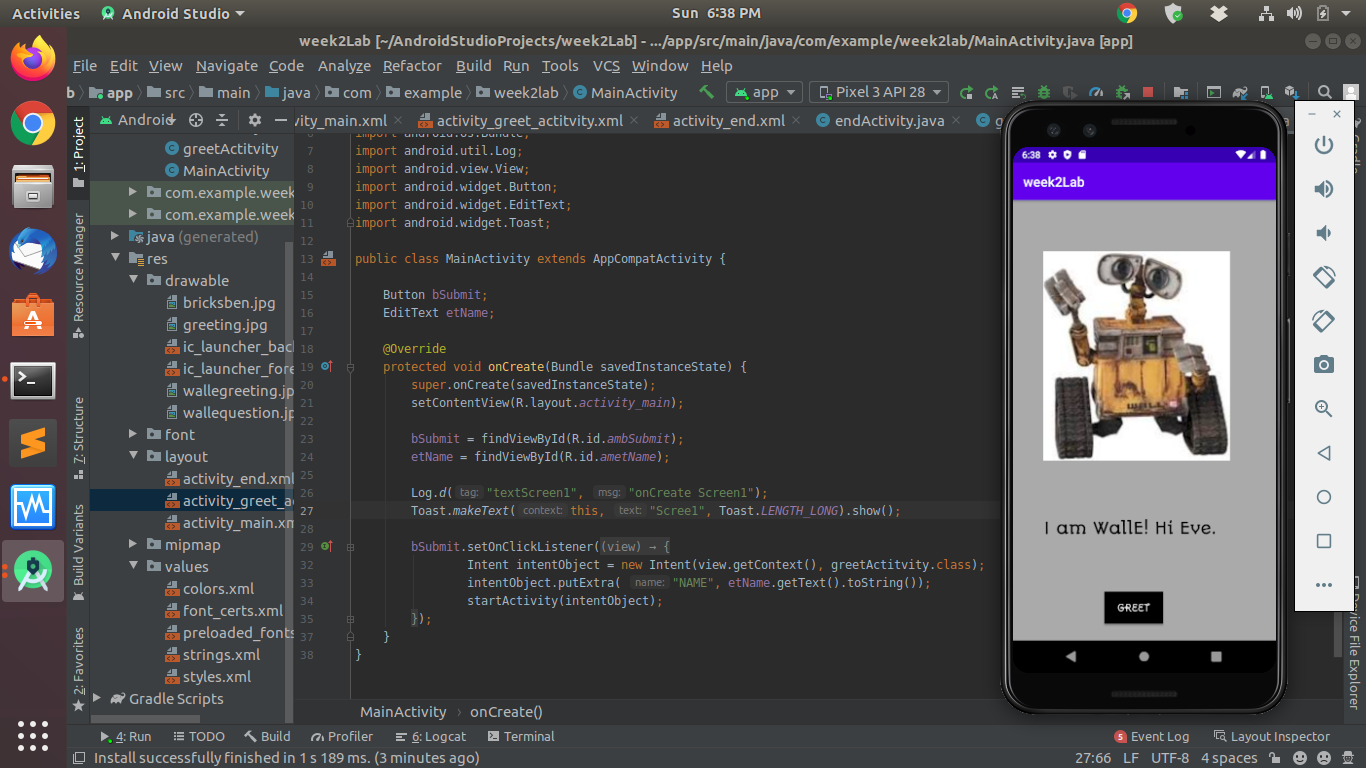 Activities
Android Studio
Sun 6:38 PM
week2Lab [~/AndroidStudioProjects/week2Lab] - .../app/src/main/java/com/example/week2lab/MainActivity.java [app]
File Edit View Navigate Code Analyze Refactor Build Run Tools VCS Window Help
b app src main java com example week2lab MainActivity app Pixel 3 API 28
Android
vity_main.xml activity_greet_actitvity.xml activity_end.xml endActivity.java g
1: Project
Resource Manager
7: Structure
Build Variants
2: Favorites
greetActitvity
MainActivity
com.example.week
com.example.week
java (generated)
res
drawable
bricksben.jpg
greeting.jpg
ic_launcher_bac
ic_launcher_fore
wallegreeting.jp
wallequestion.jp
font
layout
activity_end.xml
activity_greet_a
activity_main.xm
mipmap
values
colors.xml
font_certs.xml
preloaded_fonts
strings.xml
styles.xml
Gradle Scripts
6 import android.os.Bundle;
7 import android.util.Log;
8 import android.view.View;
9 import android.widget.Button;
10 import android.widget.EditText;
11 import android.widget.Toast;
12
13 public class MainActivity extends AppCompatActivity {
14
15 Button bSubmit;
16 EditText etName;
17
18 @Override
19 protected void onCreate(Bundle savedInstanceState) {
20 super.onCreate(savedInstanceState);
21 setContentView(R.layout.activity_main);
22
23 bSubmit = findViewById(R.id.ambSubmit);
24 etName = findViewById(R.id.ametName);
25
26 Log.d( tag: "textScreen1", msg: "onCreate Screen1");
27 Toast.makeText( context: this, text: "Scree1", Toast.LENGTH_LONG).show();
28
29 bSubmit.setOnClickListener((view) → {
32 Intent intentObject = new Intent(view.getContext(), greetActitvity.class);
33 intentObject.putExtra( name: "NAME", etName.getText().toString());
34 startActivity(intentObject);
35 });
37 }
38 }
MainActivity › onCreate()
6:38
week2Lab
WALL·E
I am WallE! Hi Eve.
GREET
Gradle
Device File Explorer
4: Run TODO Build Profiler 6: Logcat Terminal
5 Event Log Layout Inspector
Install successfully finished in 1 s 189 ms. (3 minutes ago)
27:66 LF UTF-8 4 spaces